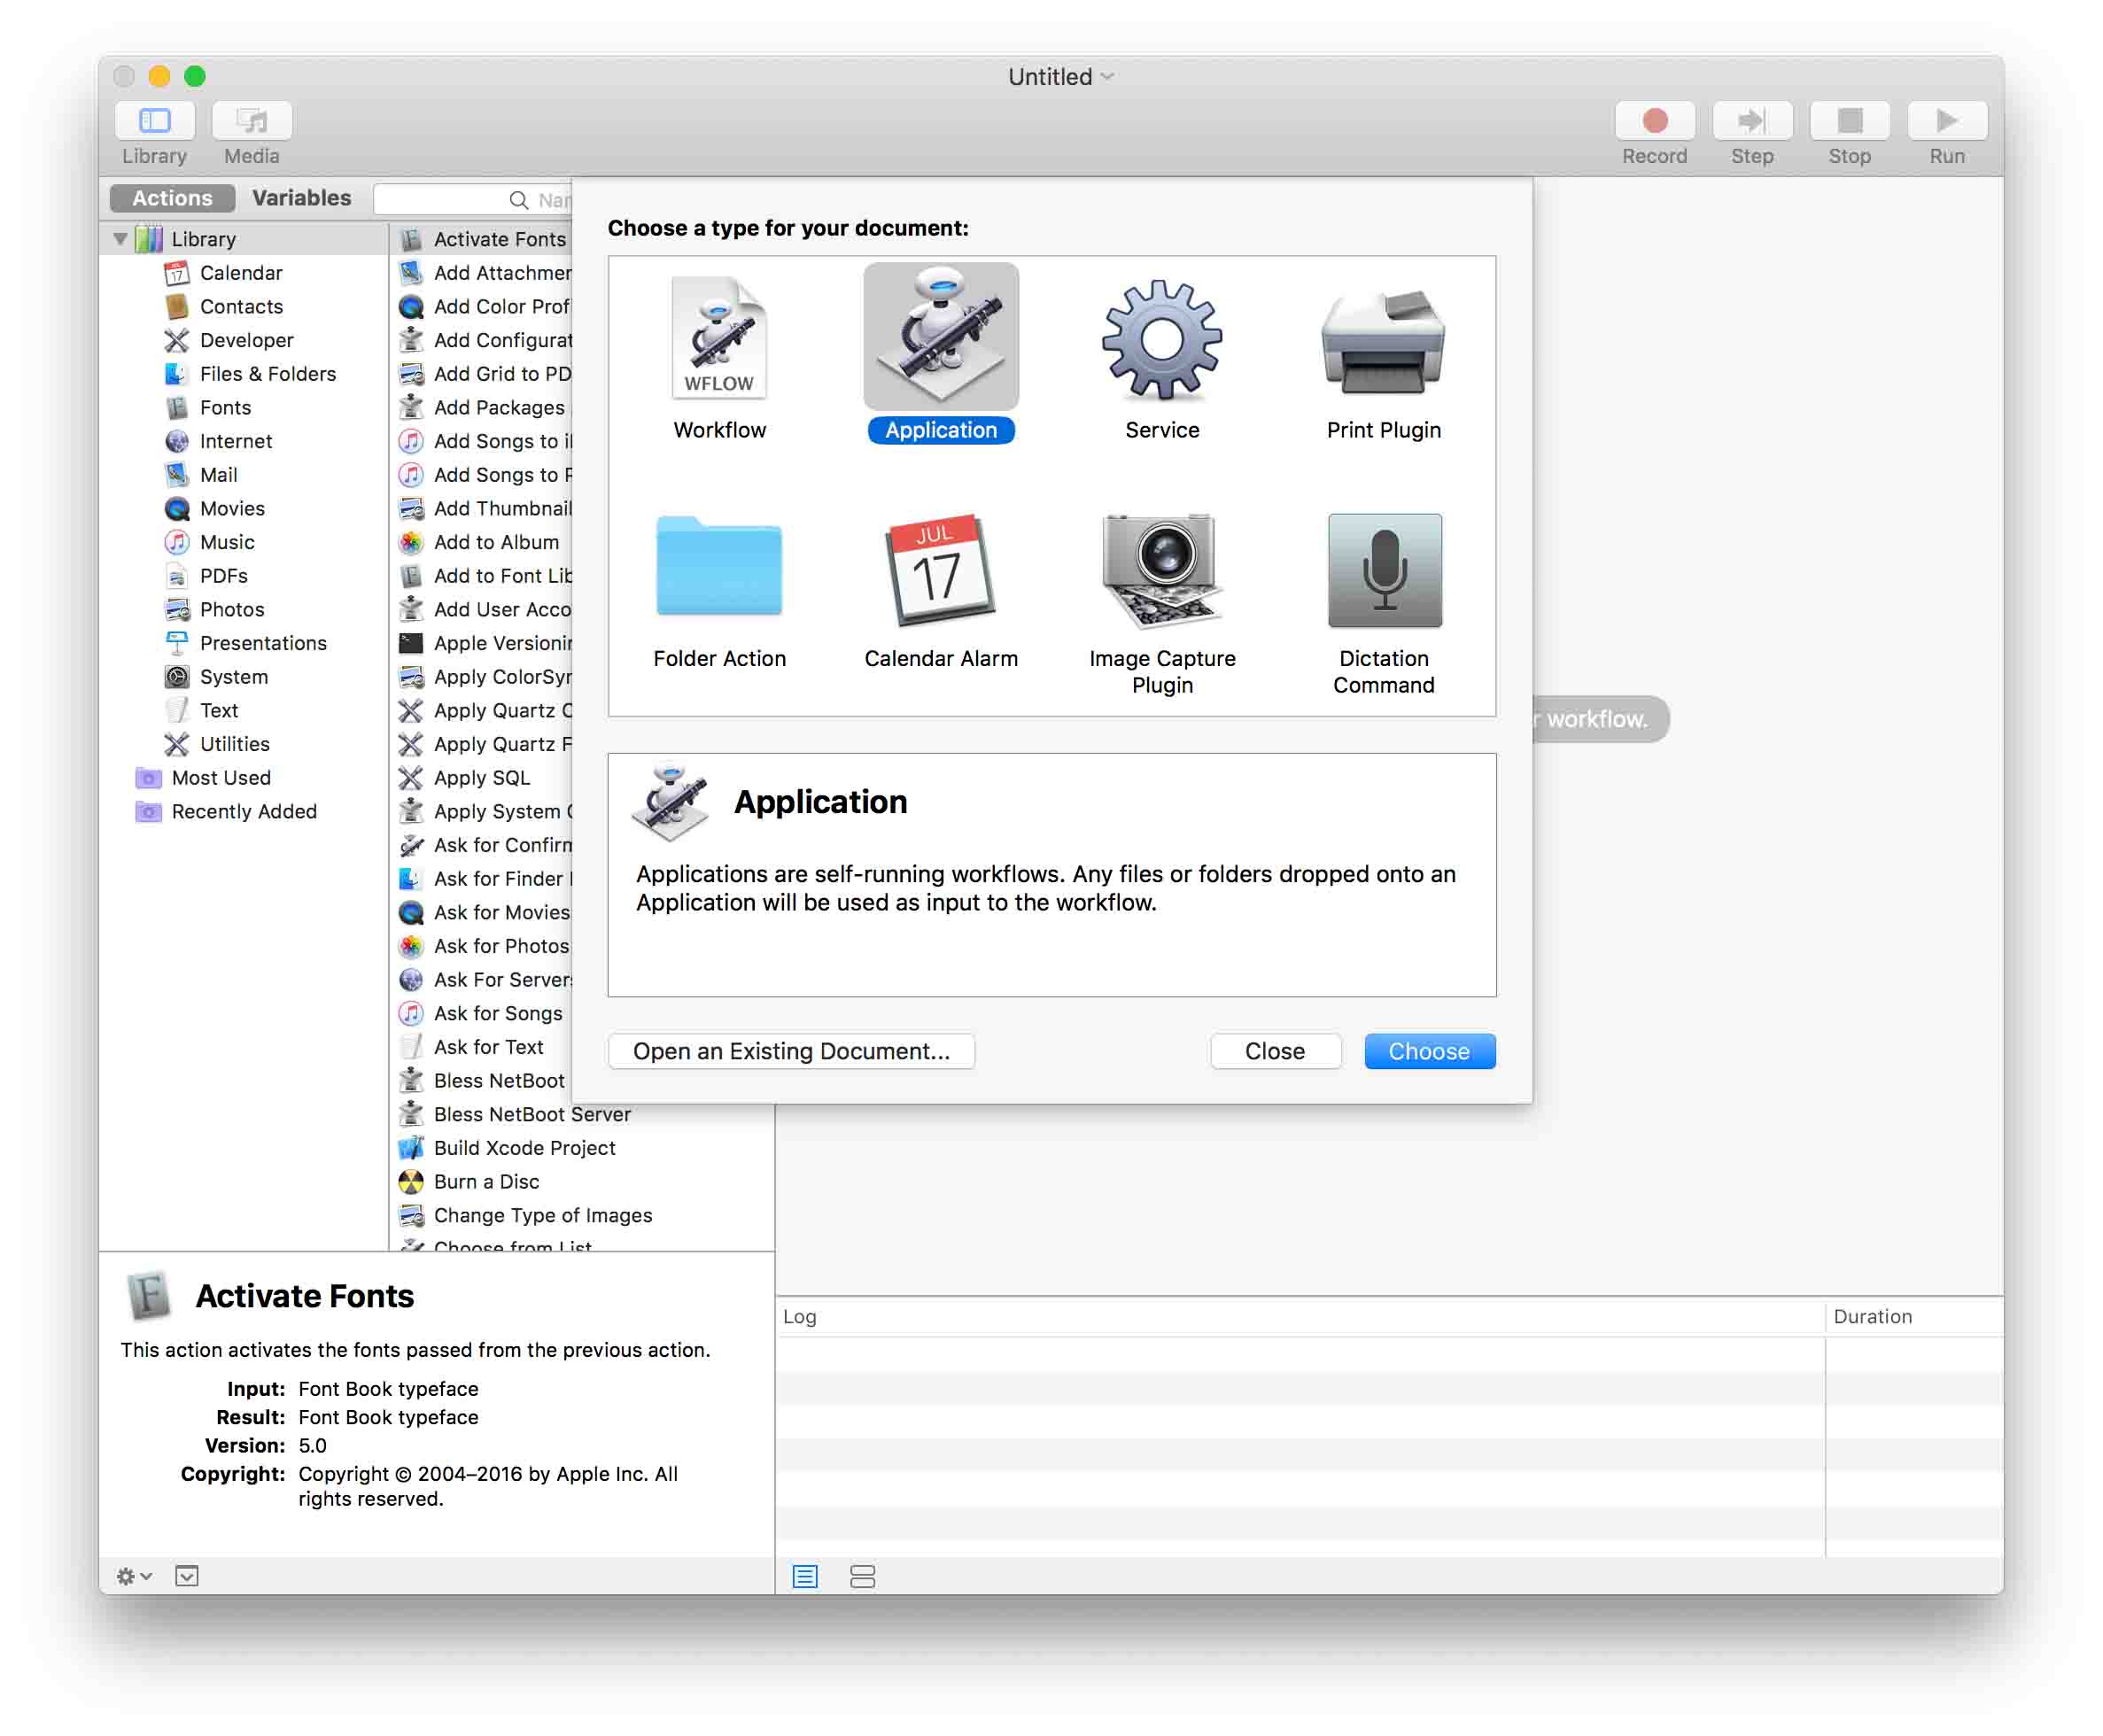 Untitled
Library
Media
Record
Step
Stop
Run
Actions
Variables
Library
Calendar
Contacts
Developer
Files & Folders
Fonts
Internet
Mail
Movies
Music
PDFs
Photos
Presentations
System
Text
Utilities
Most Used
Recently Added
Activate Fonts
Add Attachmen
Add Color Prof
Add Configurat
Add Grid to PD
Add Packages
Add Songs to i
Add Songs to P
Add Thumbnail
Add to Album
Add to Font Lib
Add User Acco
Apple Versionin
Apply ColorSyn
Apply Quartz C
Apply Quartz F
Apply SQL
Apply System C
Ask for Confirm
Ask for Finder
Ask for Movies
Ask for Photos
Ask For Servers
Ask for Songs
Ask for Text
Bless NetBoot
Bless NetBoot Server
Build Xcode Project
Burn a Disc
Change Type of Images
Choose from List
Choose a type for your document:
WFLOW
Workflow
Application
Service
Print Plugin
JUL
17
Folder Action
Calendar Alarm
Image Capture
Plugin
Dictation
Command
r workflow.
Application
Applications are self-running workflows. Any files or folders dropped onto an
Application will be used as input to the workflow.
Open an Existing Document...
Close
Choose
Activate Fonts
This action activates the fonts passed from the previous action.
Input: Font Book typeface
Result: Font Book typeface
Version: 5.0
Copyright: Copyright © 2004–2016 by Apple Inc. All
rights reserved.
Log
Duration